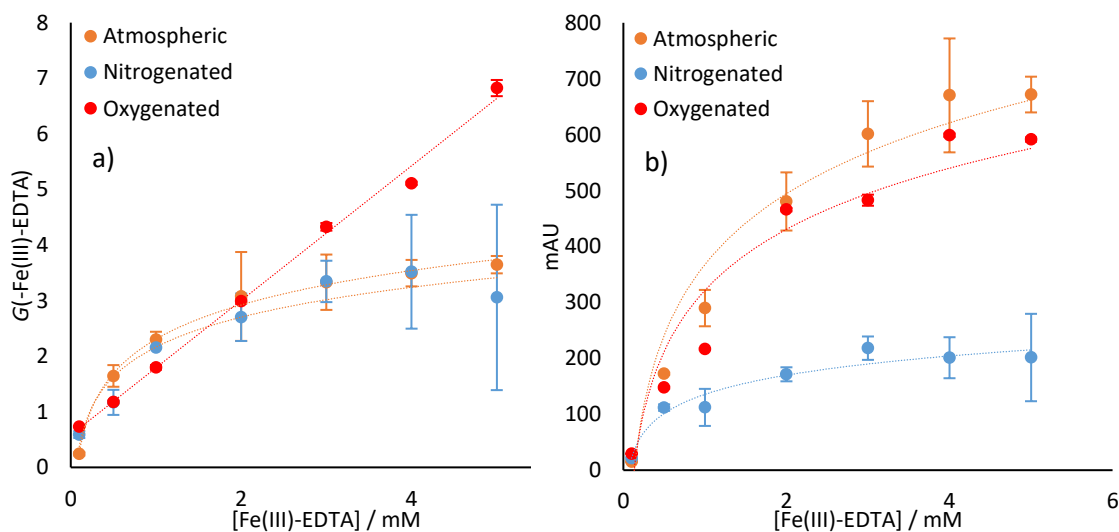 8
7
6
5
4
3
2
1
0
G(-Fe(III)-EDTA)
Atmospheric
Nitrogenated
Oxygenated
a)
0
2
4
[Fe(III)-EDTA] / mM
800
700
600
500
400
300
200
100
0
mAU
Atmospheric
Nitrogenated
Oxygenated
b)
0
2
4
6
[Fe(III)-EDTA] / mM